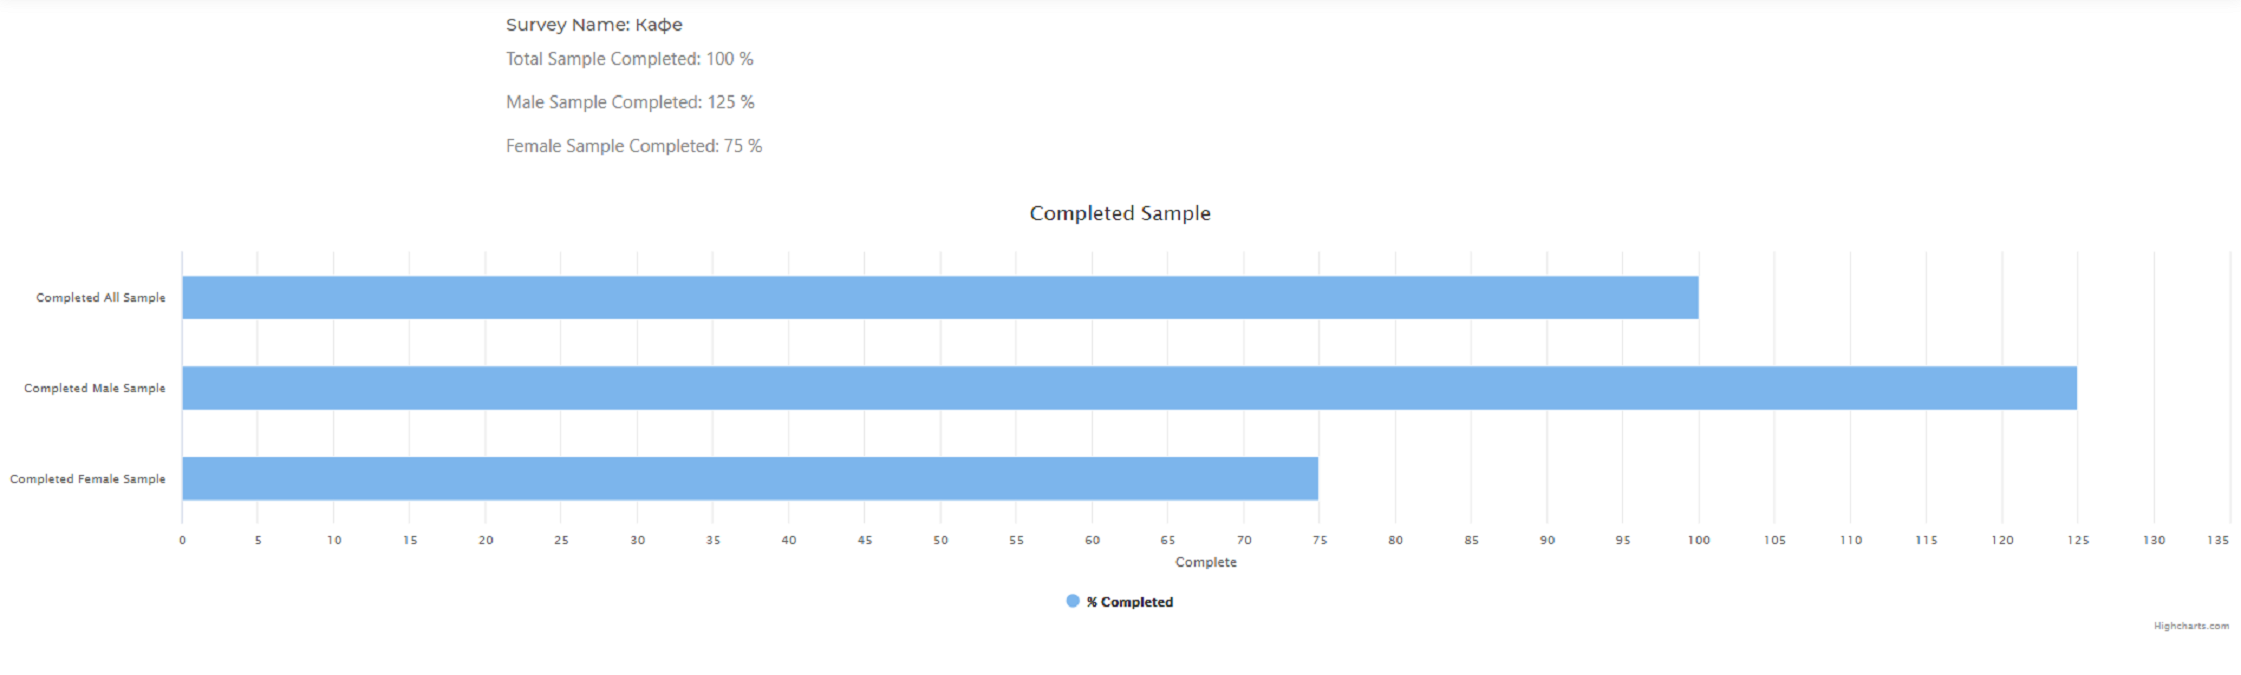 Survey Name: Кафе
Total Sample Completed: 100 %
Male Sample Completed: 125 %
Female Sample Completed: 75 %
Completed Sample
Completed All Sample
Completed Male Sample
Completed Female Sample
0 5 10 15 20 25 30 35 40 45 50 55 60 65 70 75 80 85 90 95 100 105 110 115 120 125 130 135
Complete
% Completed
Highcharts.com